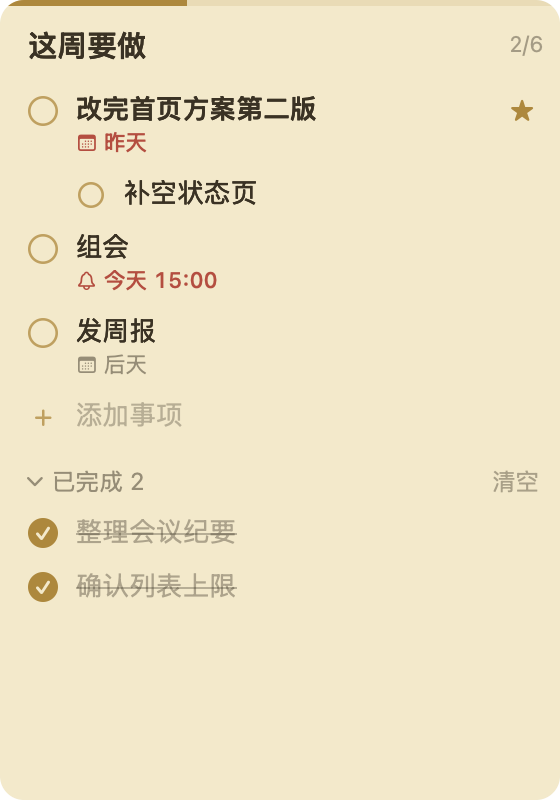 这周要做
2/6
改完首页方案第二版
昨天
补空状态页
组会
今天 15:00
发周报
后天
添加事项
已完成 2
清空
整理会议纪要
确认列表上限